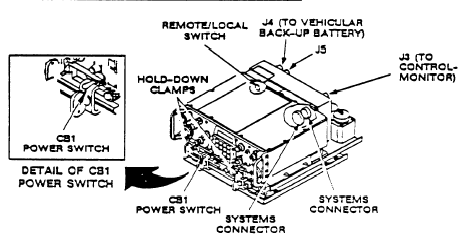 REMOTE/LOCAL
SWITCH
J4 (TO VEHICULAR
BACK-UP BATTERY)
J5
J3 (TO
CONTROL-
MONITOR)
HOLD-DOWN
CLAMPS
CB1
POWER SWITCH
DETAIL OF CB1
POWER SWITCH
CB1
POWER SWITCH
SYSTEMS
CONNECTOR
SYSTEMS
CONNECTOR